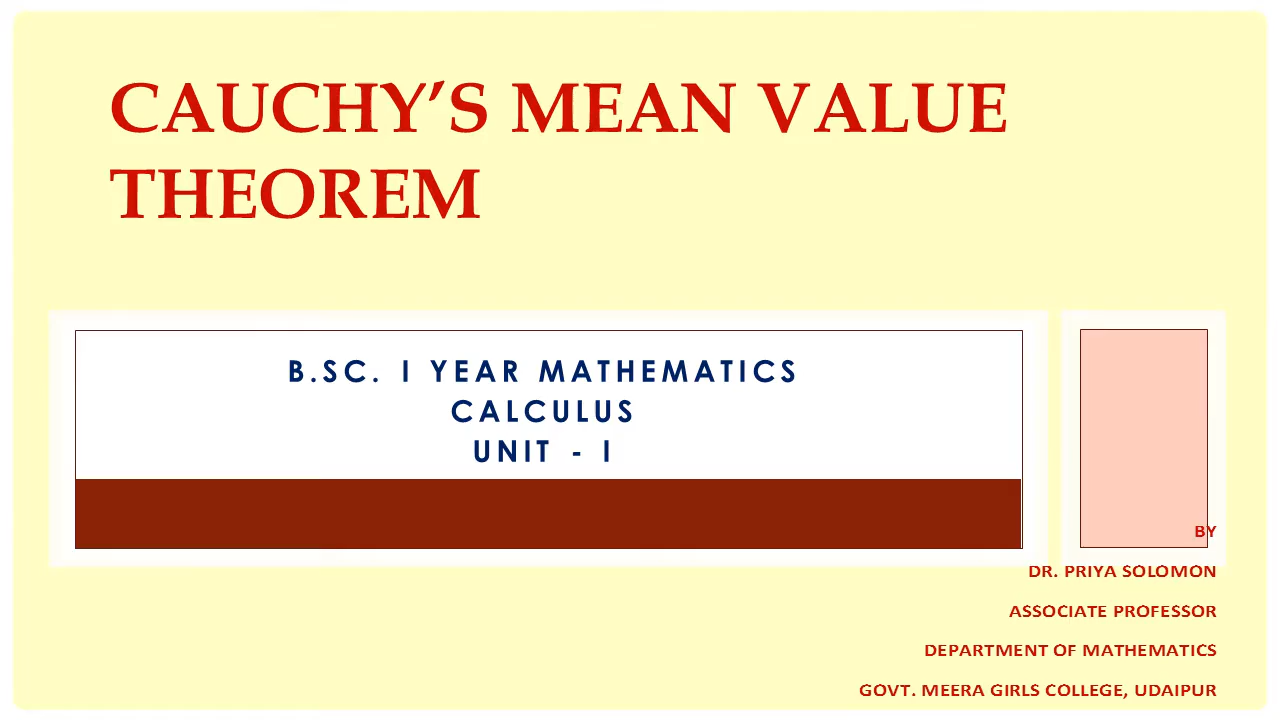 CAUCHY’S MEAN VALUE
THEOREM
B.SC. I YEAR MATHEMATICS
CALCULUS
UNIT - I
BY
DR. PRIYA SOLOMON
ASSOCIATE PROFESSOR
DEPARTMENT OF MATHEMATICS
GOVT. MEERA GIRLS COLLEGE, UDAIPUR